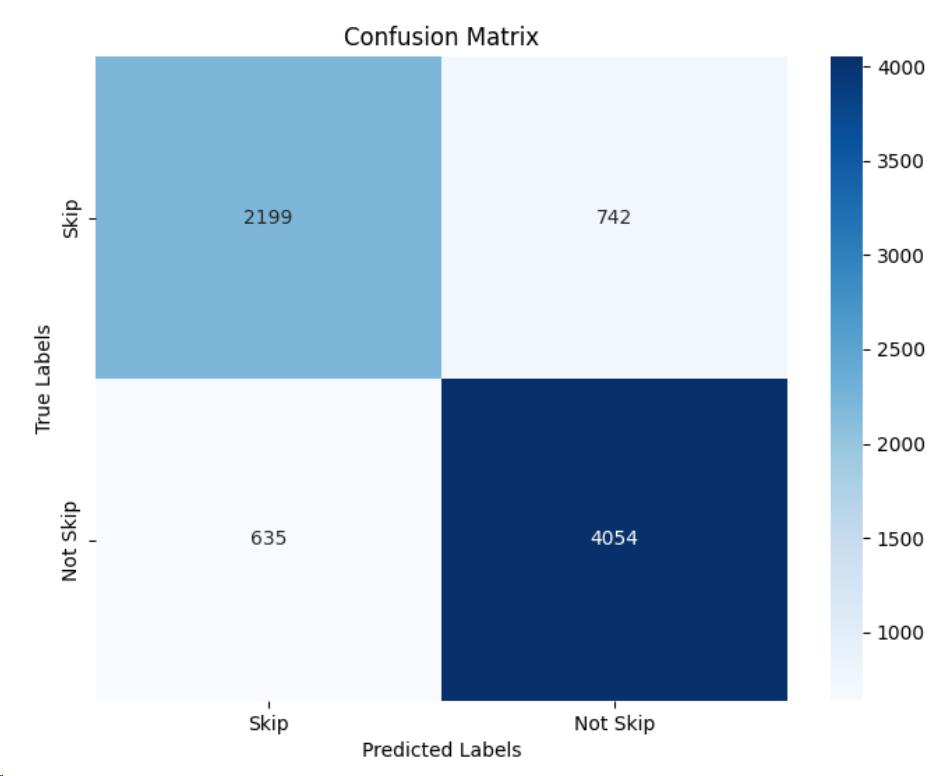 Confusion Matrix
4000
3500
3000
2500
2000
1500
1000
True Labels
Skip
Not Skip
2199
742
635
4054
Skip
Not Skip
Predicted Labels